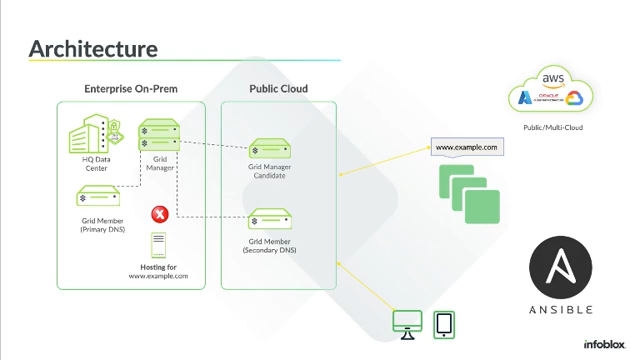 Architecture
Enterprise On-Prem
Public Cloud
HQ Data
Center
Grid
Manager
Grid Manager
Candidate
Grid Member
(Primary DNS)
Grid Member
(Secondary DNS)
Hosting for
www.example.com
www.example.com
aws
ORACLE
Public/Multi-Cloud
ANSIBLE
infoblox